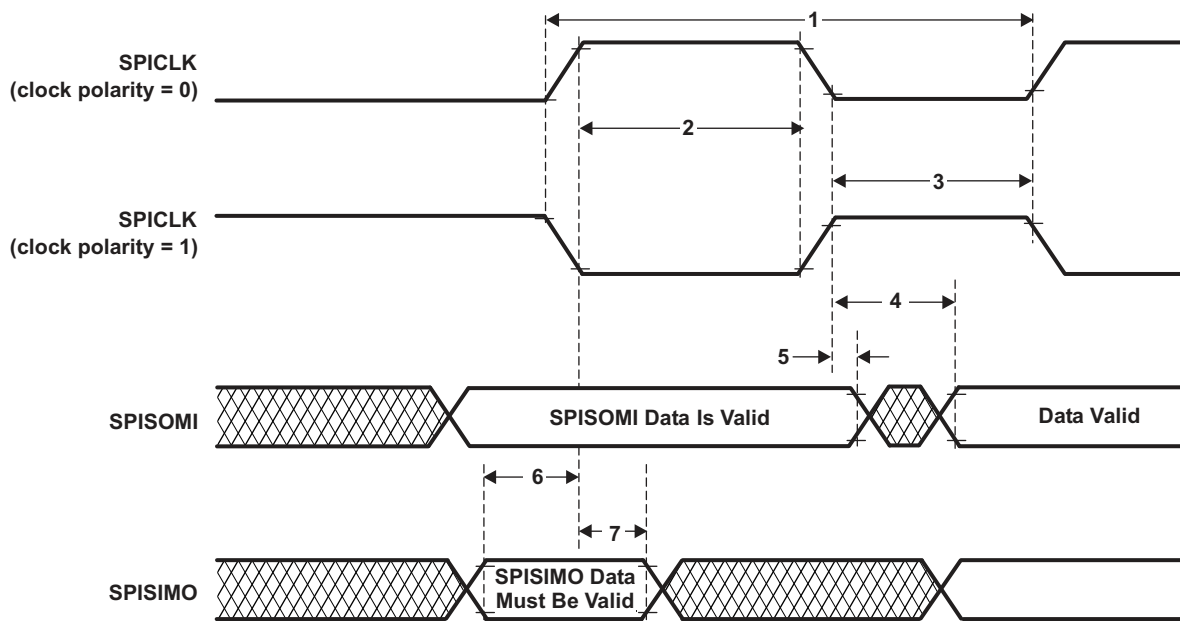 1
SPICLK
(clock polarity = 0)
2
3
SPICLK
(clock polarity = 1)
4
5
SPISOMI
SPISOMI Data Is Valid
Data Valid
6
7
SPISIMO
SPISIMO Data
Must Be Valid